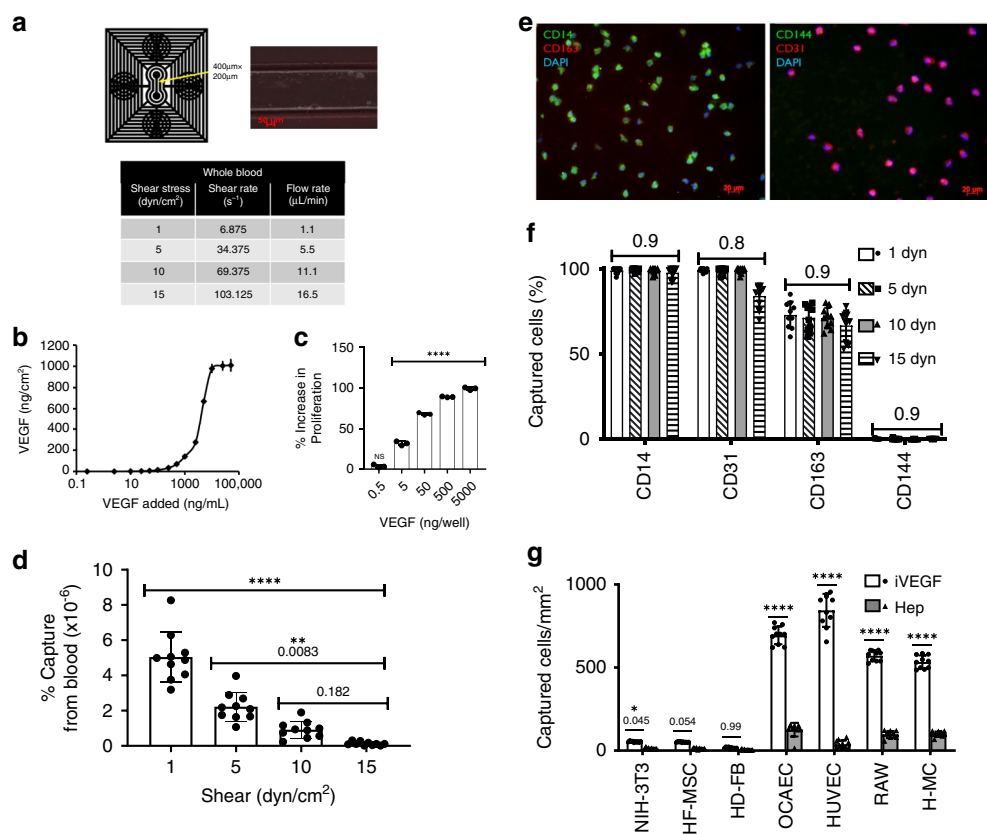 a
400µm×
200µm
50 µm
Whole blood
Shear stress (dyn/cm²) Shear rate (s⁻¹) Flow rate (µL/min)
1 6.875 1.1
5 34.375 5.5
10 69.375 11.1
15 103.125 16.5
b
VEGF (ng/cm²)
1200
1000
800
600
400
200
0
0.1 10 1000 100,000
VEGF added (ng/mL)
c
% Increase in
Proliferation
150
100
50
0
NS
****
0.5 5 50 500 5000
VEGF (ng/well)
d
% Capture
from blood (x10⁻⁶)
10
8
6
4
2
0
****
**
0.0083
0.182
1 5 10 15
Shear (dyn/cm²)
e
CD14
CD163
DAPI
20 µm
CD144
CD31
DAPI
20 µm
f
Captured cells (%)
100
50
0
0.9 0.8 0.9 0.9
1 dyn
5 dyn
10 dyn
15 dyn
CD14 CD31 CD163 CD144
g
Captured cells/mm²
1000
500
0
*
0.045
0.054
0.99
****
****
****
****
iVEGF
Hep
NIH-3T3 HF-MSC HD-FB OCAEC HUVEC RAW H-MC